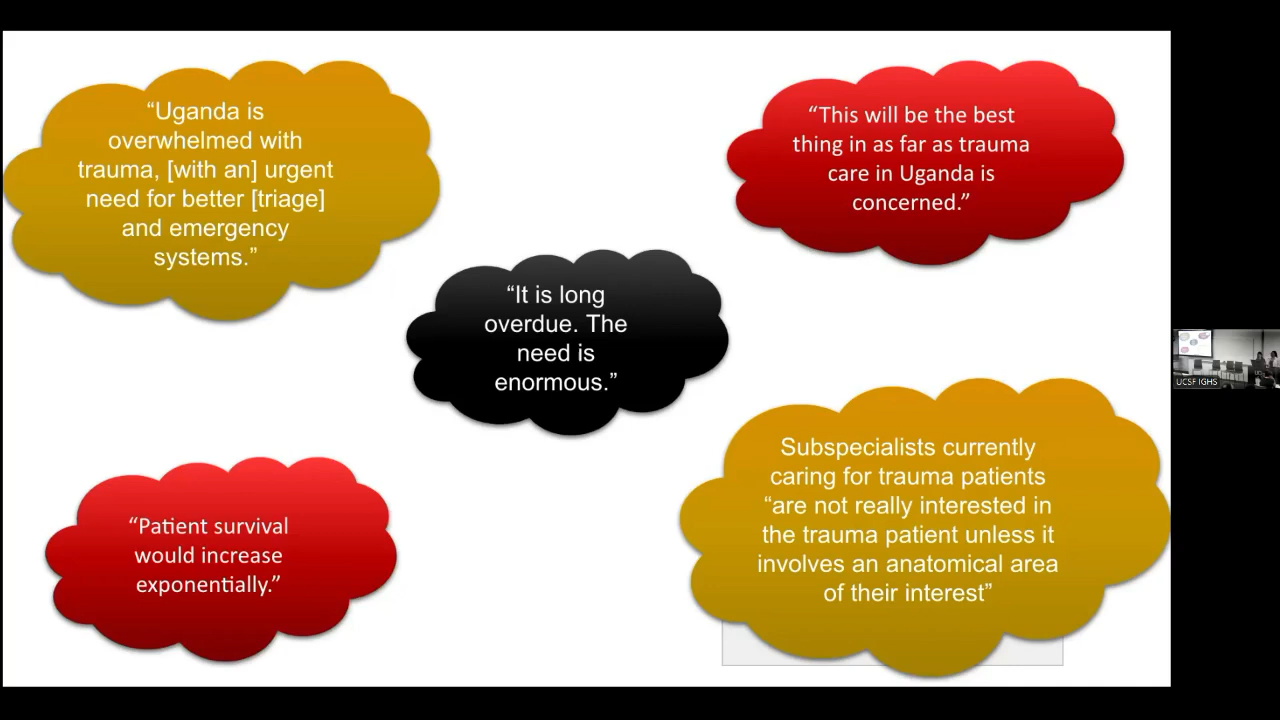 “Uganda is
overwhelmed with
trauma, [with an] urgent
need for better [triage]
and emergency
systems.”
“This will be the best
thing in as far as trauma
care in Uganda is
concerned.”
“It is long
overdue. The
need is
enormous.”
Subspecialists currently
caring for trauma patients
“are not really interested in
the trauma patient unless it
involves an anatomical area
of their interest”
“Patient survival
would increase
exponentially.”
UCSF IGHS